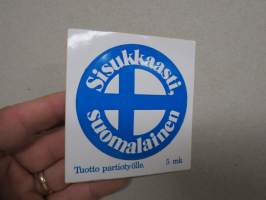 Sisukkaasti,
suomalainen
Tuotto partiotyölle. 5 mk